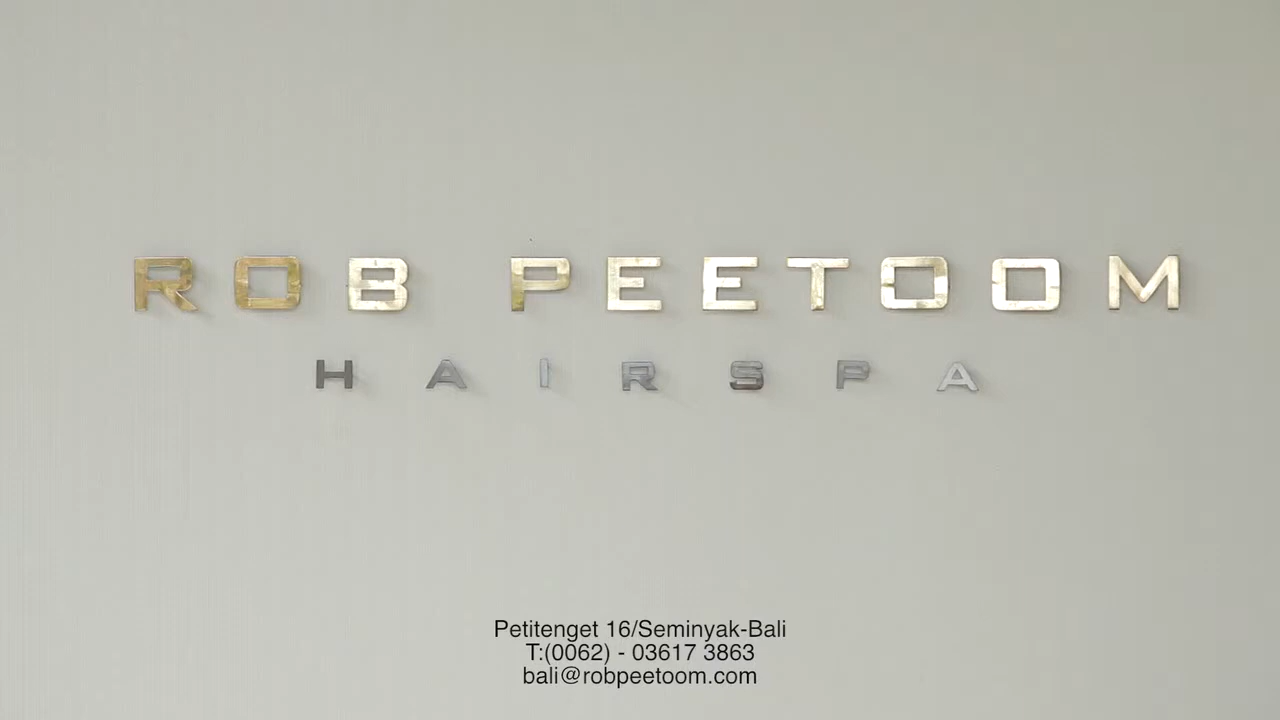 ROB PEETOOM
HAIRSPA
Petitenget 16/Seminyak-Bali
T:(0062) - 03617 3863
bali@robpeetoom.com